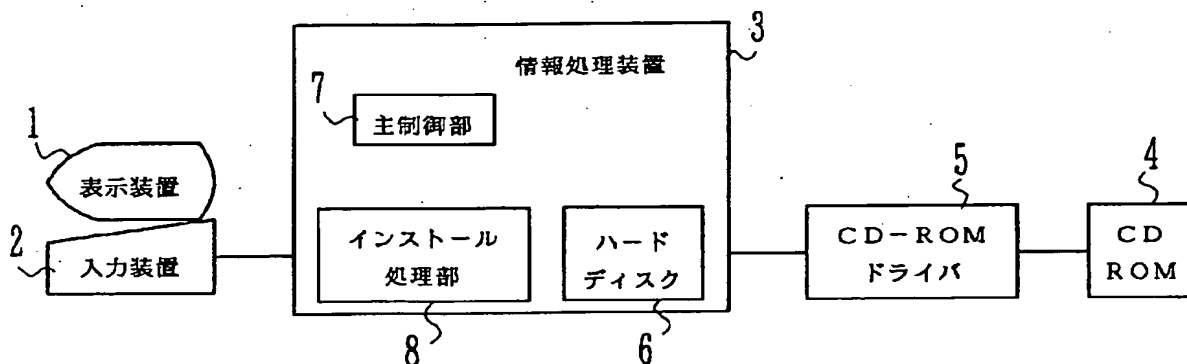 3
情報処理装置
7
主制御部
1
表示装置
2
入力装置
インストール
処理部
8
ハード
ディスク
6
5
CD-ROM
ドライバ
4
CD
ROM